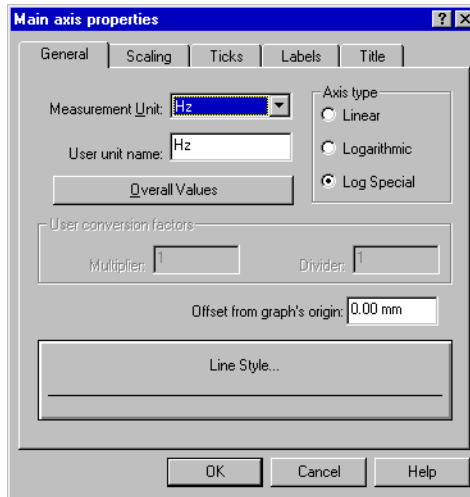 Main axis properties
General Scaling Ticks Labels Title
Measurement Unit: Hz
User unit name: Hz
Overall Values
Axis type
Linear
Logarithmic
Log Special
User conversion factors
Multiplier: 1 Divider: 1
Offset from graph's origin: 0.00 mm
Line Style...
OK Cancel Help